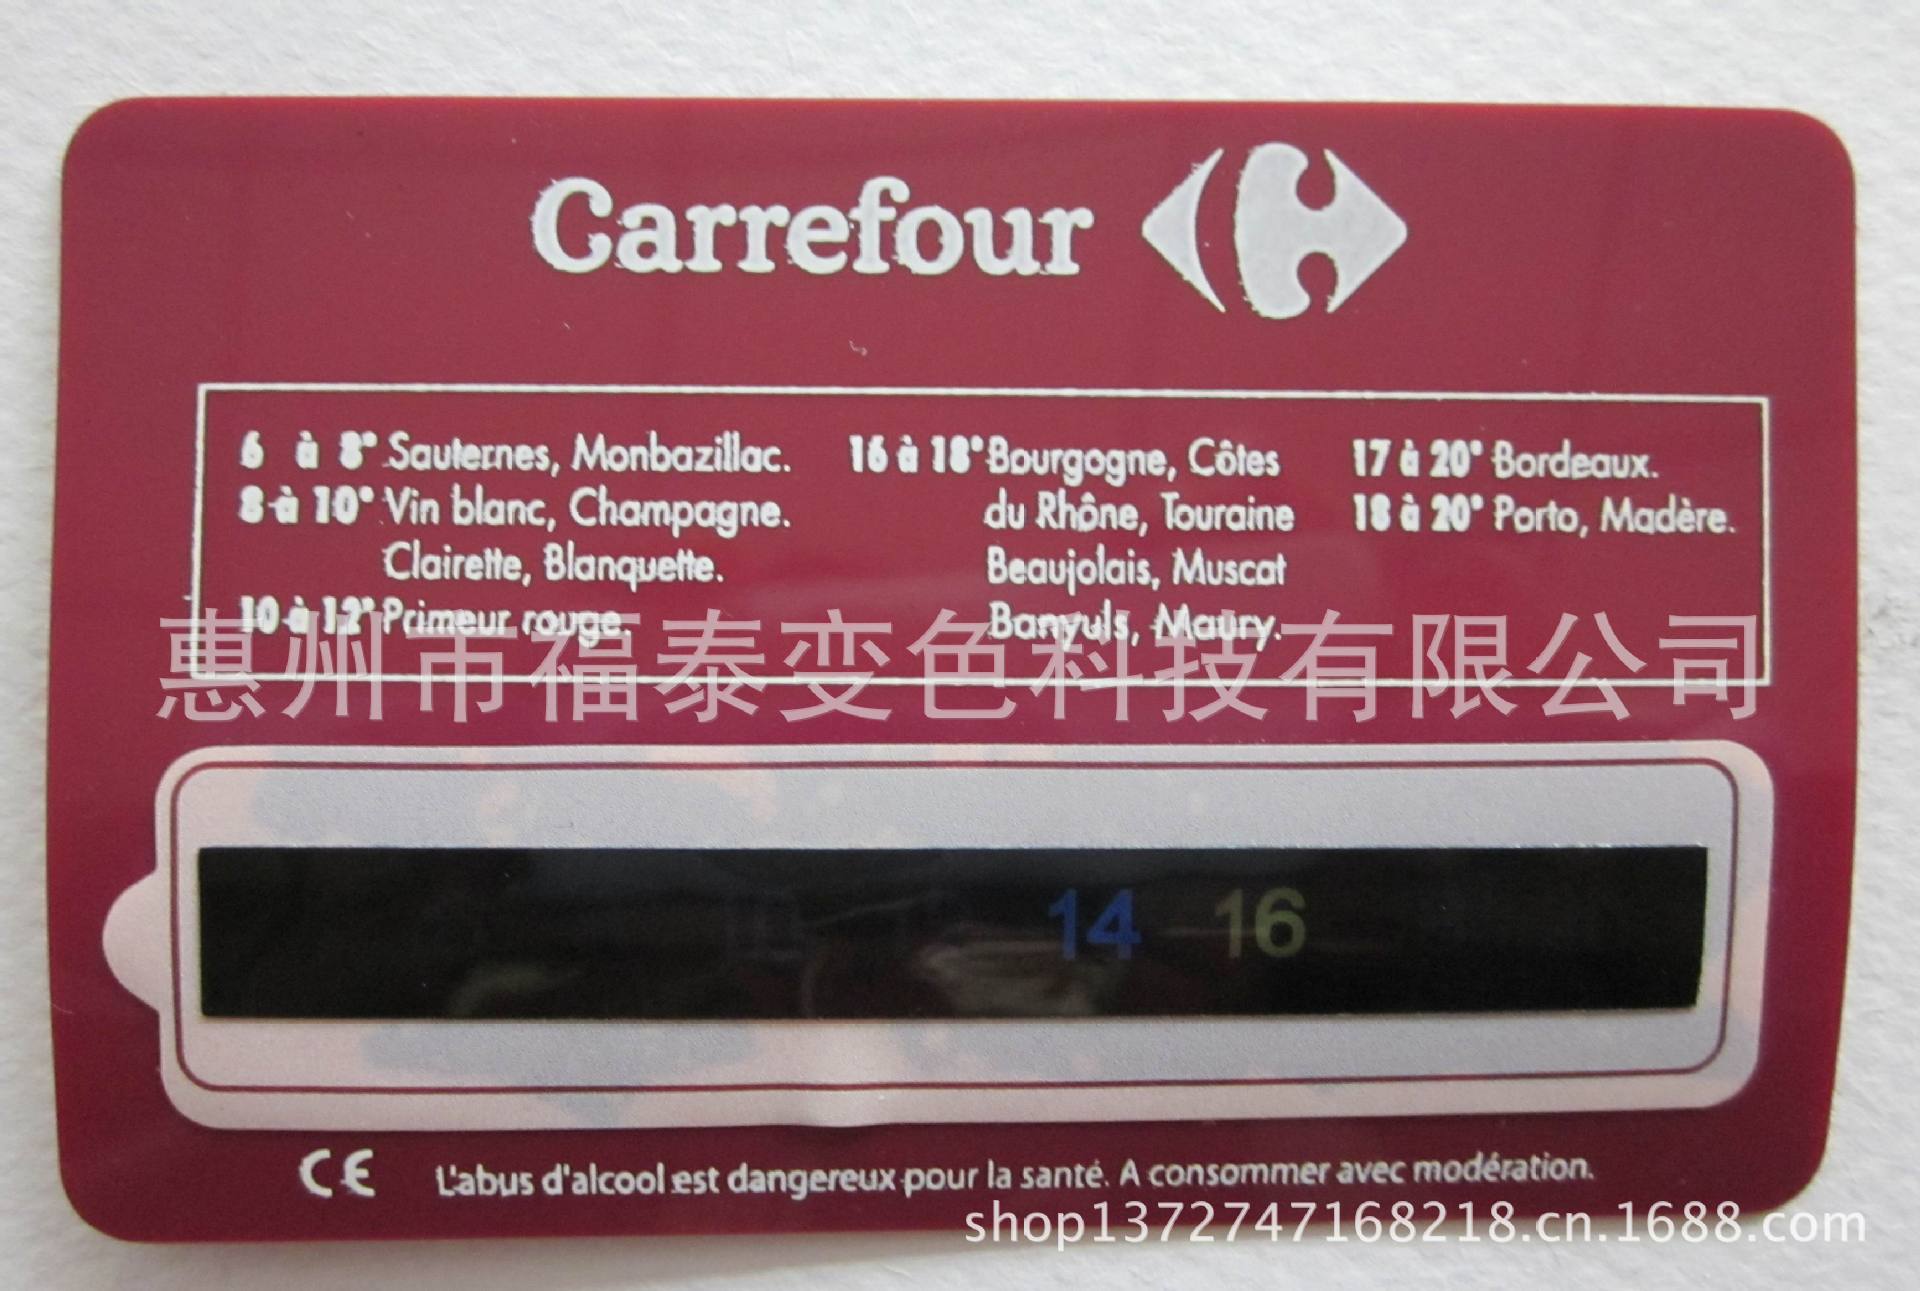 Carrefour
6 à 8° Sauternes, Monbazillac.
8 à 10° Vin blanc, Champagne.
Clairette, Blanquette.
10 à 12° Primeur rouge.
16 à 18° Bourgogne, Côtes
du Rhône, Touraine
Beaujolais, Muscat
Banyuls, Maury.
17 à 20° Bordeaux.
18 à 20° Porto, Madère.
惠州市福泰变色科技有限公司
14 16
CE L'abus d'alcool est dangereux pour la santé. A consommer avec modération.
shop1372747168218.cn.1688.com